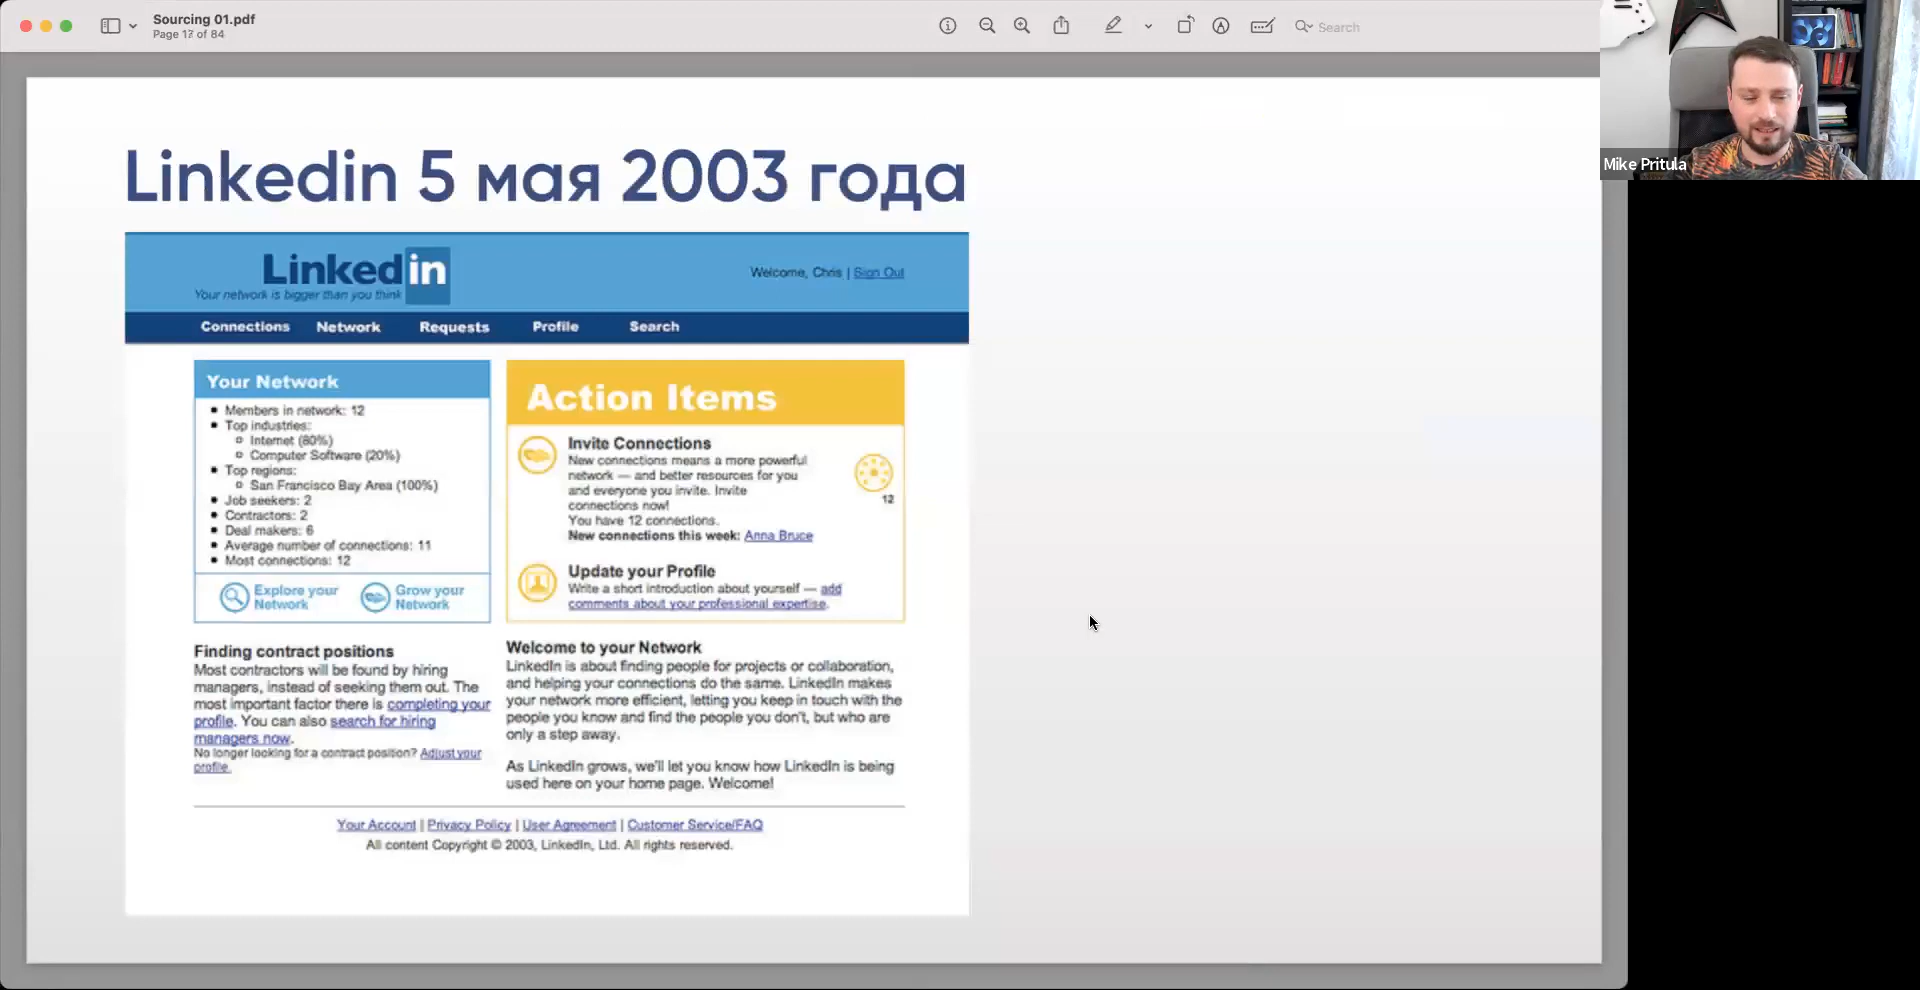 Sourcing 01.pdf
Page 17 of 84
Search
Mike Pritula
Linkedin 5 мая 2003 года
Linkedin
Your network is bigger than you think
Welcome, Chris | Sign Out
Connections Network Requests Profile Search
Your Network
Members in network: 12
Top industries:
Internet (80%)
Computer Software (20%)
Top regions:
San Francisco Bay Area (100%)
Job seekers: 2
Contractors: 2
Deal makers: 6
Average number of connections: 11
Most connections: 12
Explore your
Network
Grow your
Network
Action Items
Invite Connections
New connections means a more powerful
network — and better resources for you
and everyone you invite. Invite
connections now!
You have 12 connections.
New connections this week: Anna Bruce
12
Update your Profile
Write a short introduction about yourself — add
comments about your professional expertise.
Finding contract positions
Most contractors will be found by hiring
managers, instead of seeking them out. The
most important factor there is completing your
profile. You can also search for hiring
managers now.
No longer looking for a contract position? Adjust your
profile.
Welcome to your Network
LinkedIn is about finding people for projects or collaboration,
and helping your connections do the same. LinkedIn makes
your network more efficient, letting you keep in touch with the
people you know and find the people you don't, but who are
only a step away.
As LinkedIn grows, we'll let you know how LinkedIn is being
used here on your home page. Welcome!
Your Account | Privacy Policy | User Agreement | Customer Service/FAQ
All content Copyright © 2003, LinkedIn, Ltd. All rights reserved.